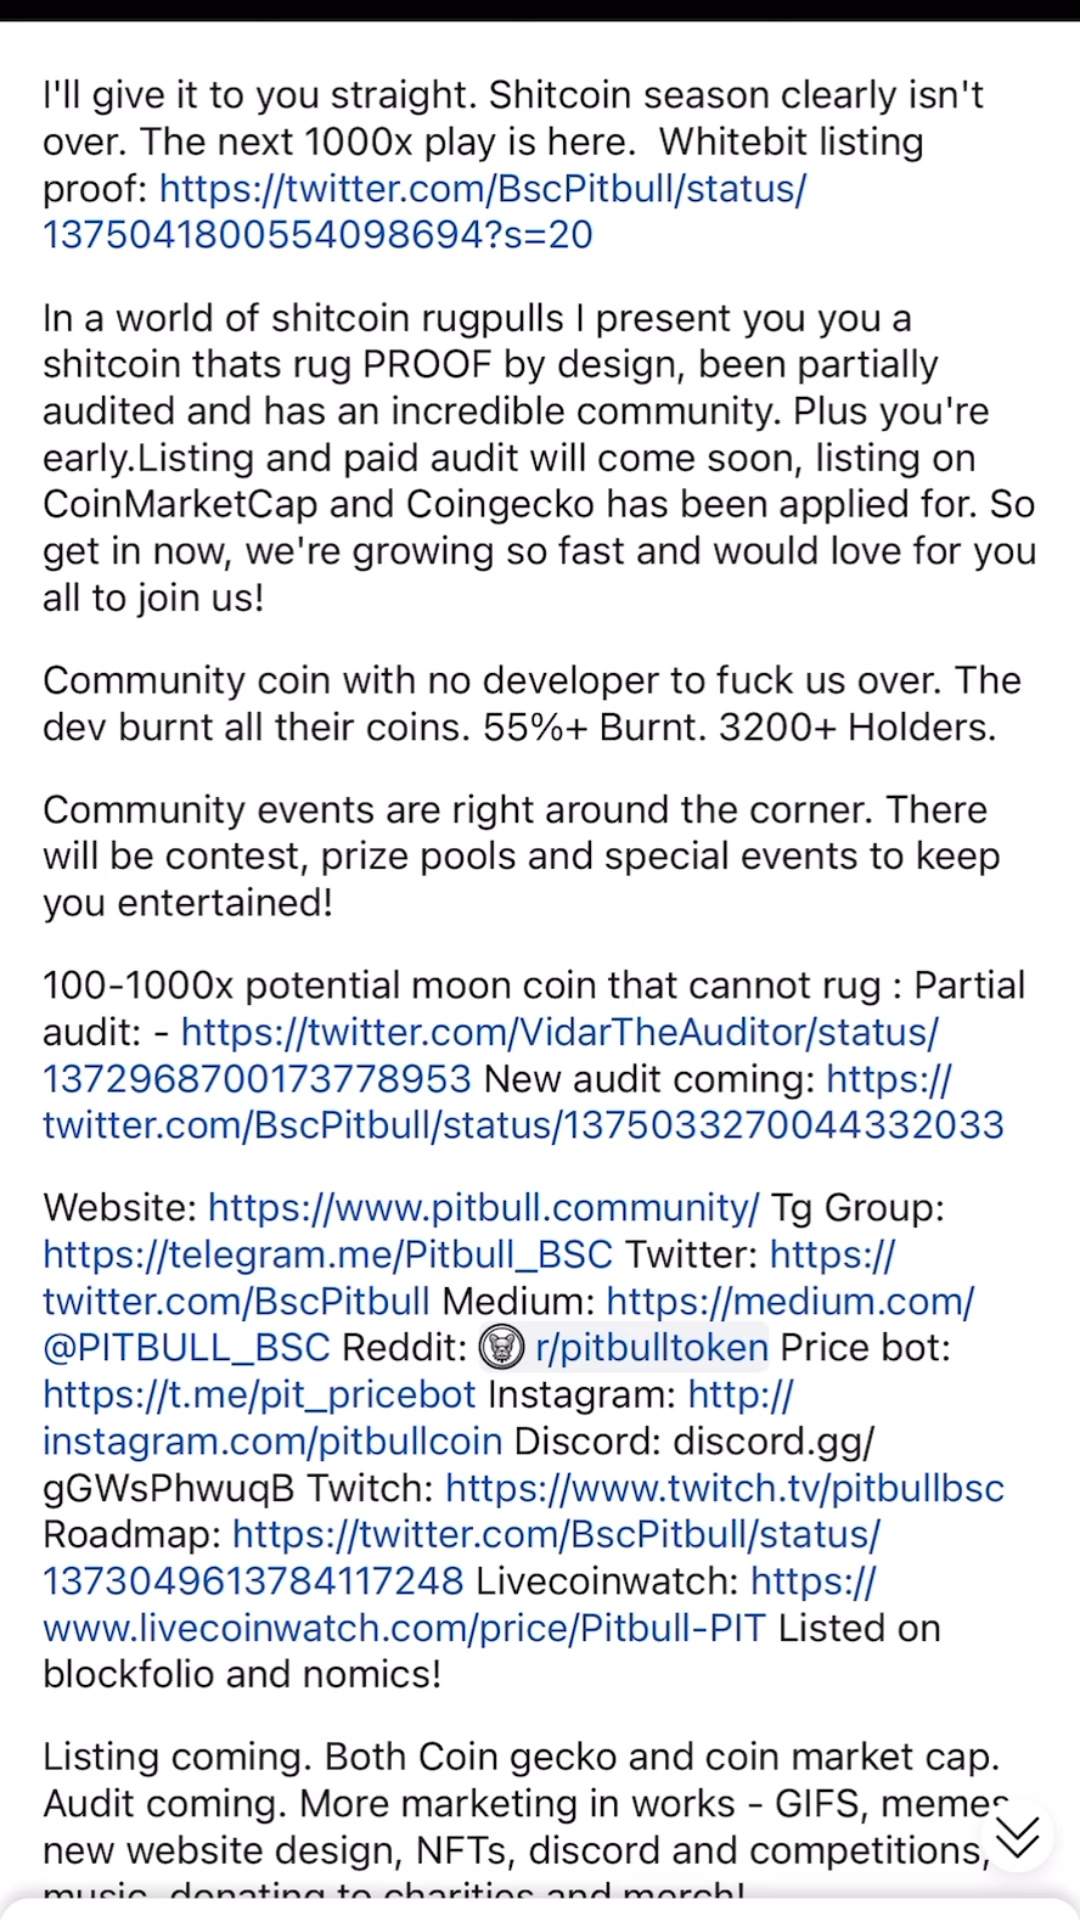 I'll give it to you straight. Shitcoin season clearly isn't
over. The next 1000x play is here.  Whitebit listing
proof: https://twitter.com/BscPitbull/status/
1375041800554098694?s=20
In a world of shitcoin rugpulls I present you you a
shitcoin thats rug PROOF by design, been partially
audited and has an incredible community. Plus you're
early.Listing and paid audit will come soon, listing on
CoinMarketCap and Coingecko has been applied for. So
get in now, we're growing so fast and would love for you
all to join us!
Community coin with no developer to fuck us over. The
dev burnt all their coins. 55%+ Burnt. 3200+ Holders.
Community events are right around the corner. There
will be contest, prize pools and special events to keep
you entertained!
100-1000x potential moon coin that cannot rug : Partial
audit: - https://twitter.com/VidarTheAuditor/status/
1372968700173778953 New audit coming: https://
twitter.com/BscPitbull/status/1375033270044332033
Website: https://www.pitbull.community/ Tg Group:
https://telegram.me/Pitbull_BSC Twitter: https://
twitter.com/BscPitbull Medium: https://medium.com/
@PITBULL_BSC Reddit: r/pitbulltoken Price bot:
https://t.me/pit_pricebot Instagram: http://
instagram.com/pitbullcoin Discord: discord.gg/
gGWsPhwuqB Twitch: https://www.twitch.tv/pitbullbsc
Roadmap: https://twitter.com/BscPitbull/status/
1373049613784117248 Livecoinwatch: https://
www.livecoinwatch.com/price/Pitbull-PIT Listed on
blockfolio and nomics!
Listing coming. Both Coin gecko and coin market cap.
Audit coming. More marketing in works - GIFS, memes
new website design, NFTs, discord and competitions,
music, donating to charities and merch!